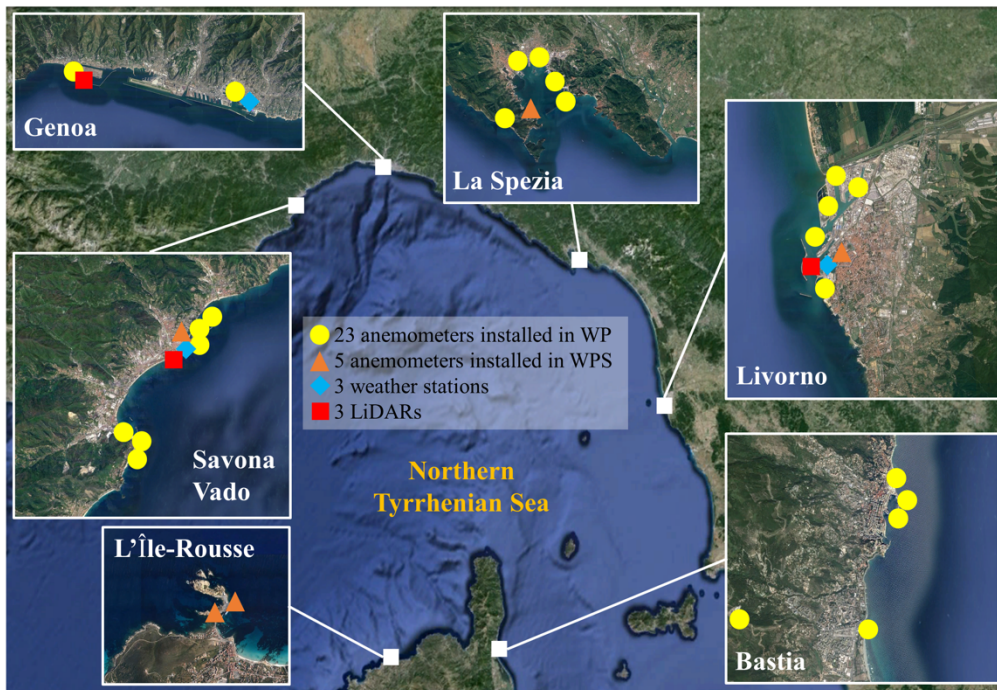 Genoa
La Spezia
Livorno
23 anemometers installed in WP
5 anemometers installed in WPS
3 weather stations
3 LiDARs
Savona
Vado
Northern
Tyrrhenian Sea
L'Île-Rousse
Bastia